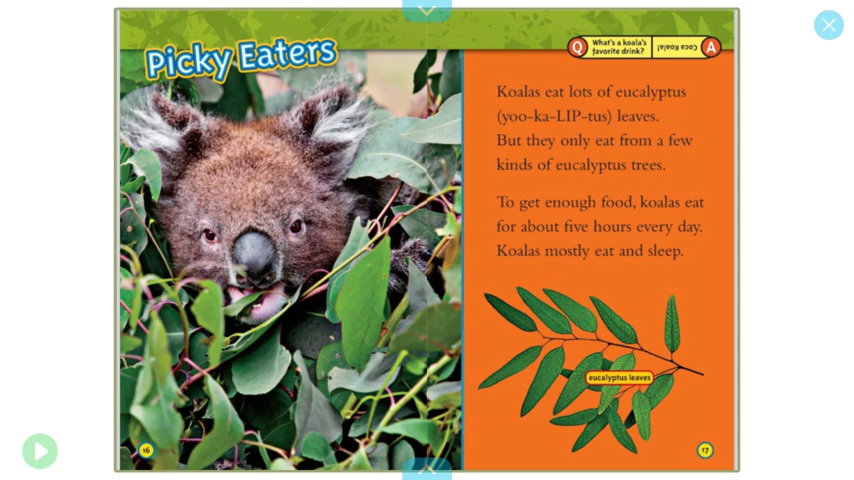 Picky Eaters
Q
What's a koala's
favorite drink?
Coca Koala!
A
Koalas eat lots of eucalyptus
(yoo-ka-LIP-tus) leaves.
But they only eat from a few
kinds of eucalyptus trees.
To get enough food, koalas eat
for about five hours every day.
Koalas mostly eat and sleep.
eucalyptus leaves
16
17